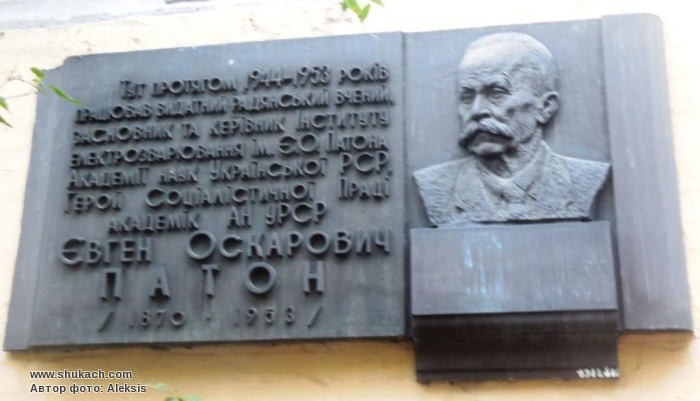 Тут протягом 1944–1953 років
працював видатний радянський вчений,
засновник та керівник Інституту
електрозварювання ім. Є.О. Патона
Академії наук Української РСР,
Герой Соціалістичної Праці
академік АН УРСР
Євген Оскарович
ПАТОН
/ 1870 · 1953 /
www.shukach.com
Автор фото: Aleksis